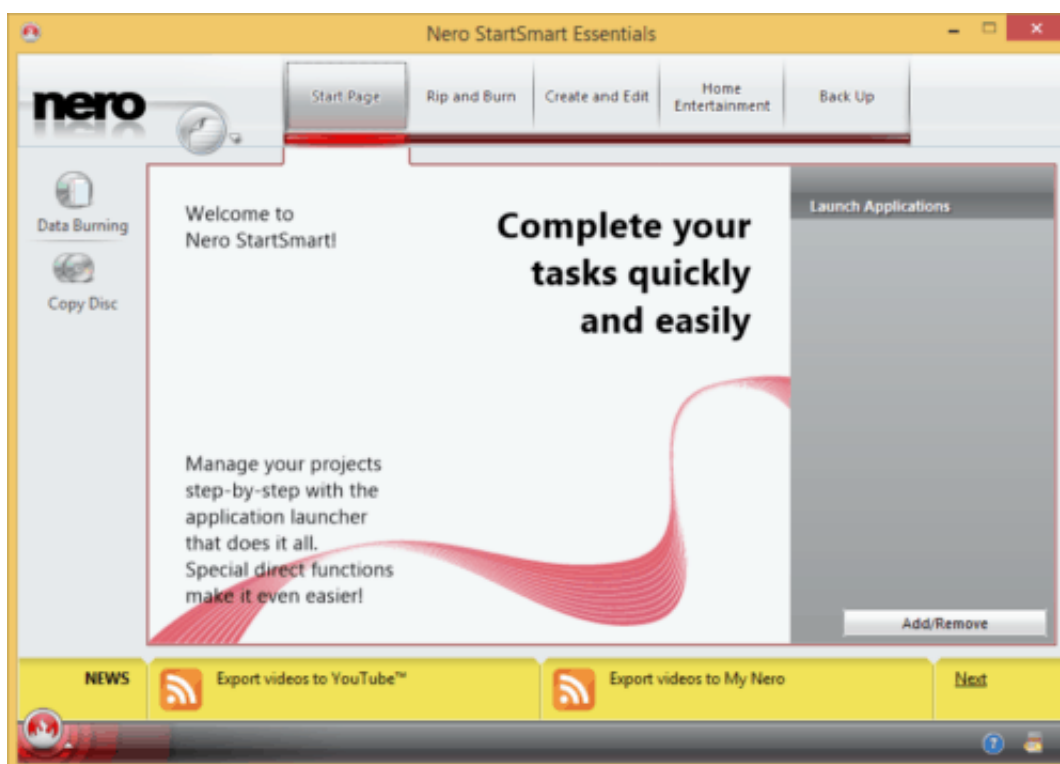 Nero StartSmart Essentials
nero
Start Page
Rip and Burn
Create and Edit
Home
Entertainment
Back Up
Data Burning
Copy Disc
Welcome to
Nero StartSmart!
Complete your
tasks quickly
and easily
Manage your projects
step-by-step with the
application launcher
that does it all.
Special direct functions
make it even easier!
Launch Applications
Add/Remove
NEWS
Export videos to YouTube™
Export videos to My Nero
Next